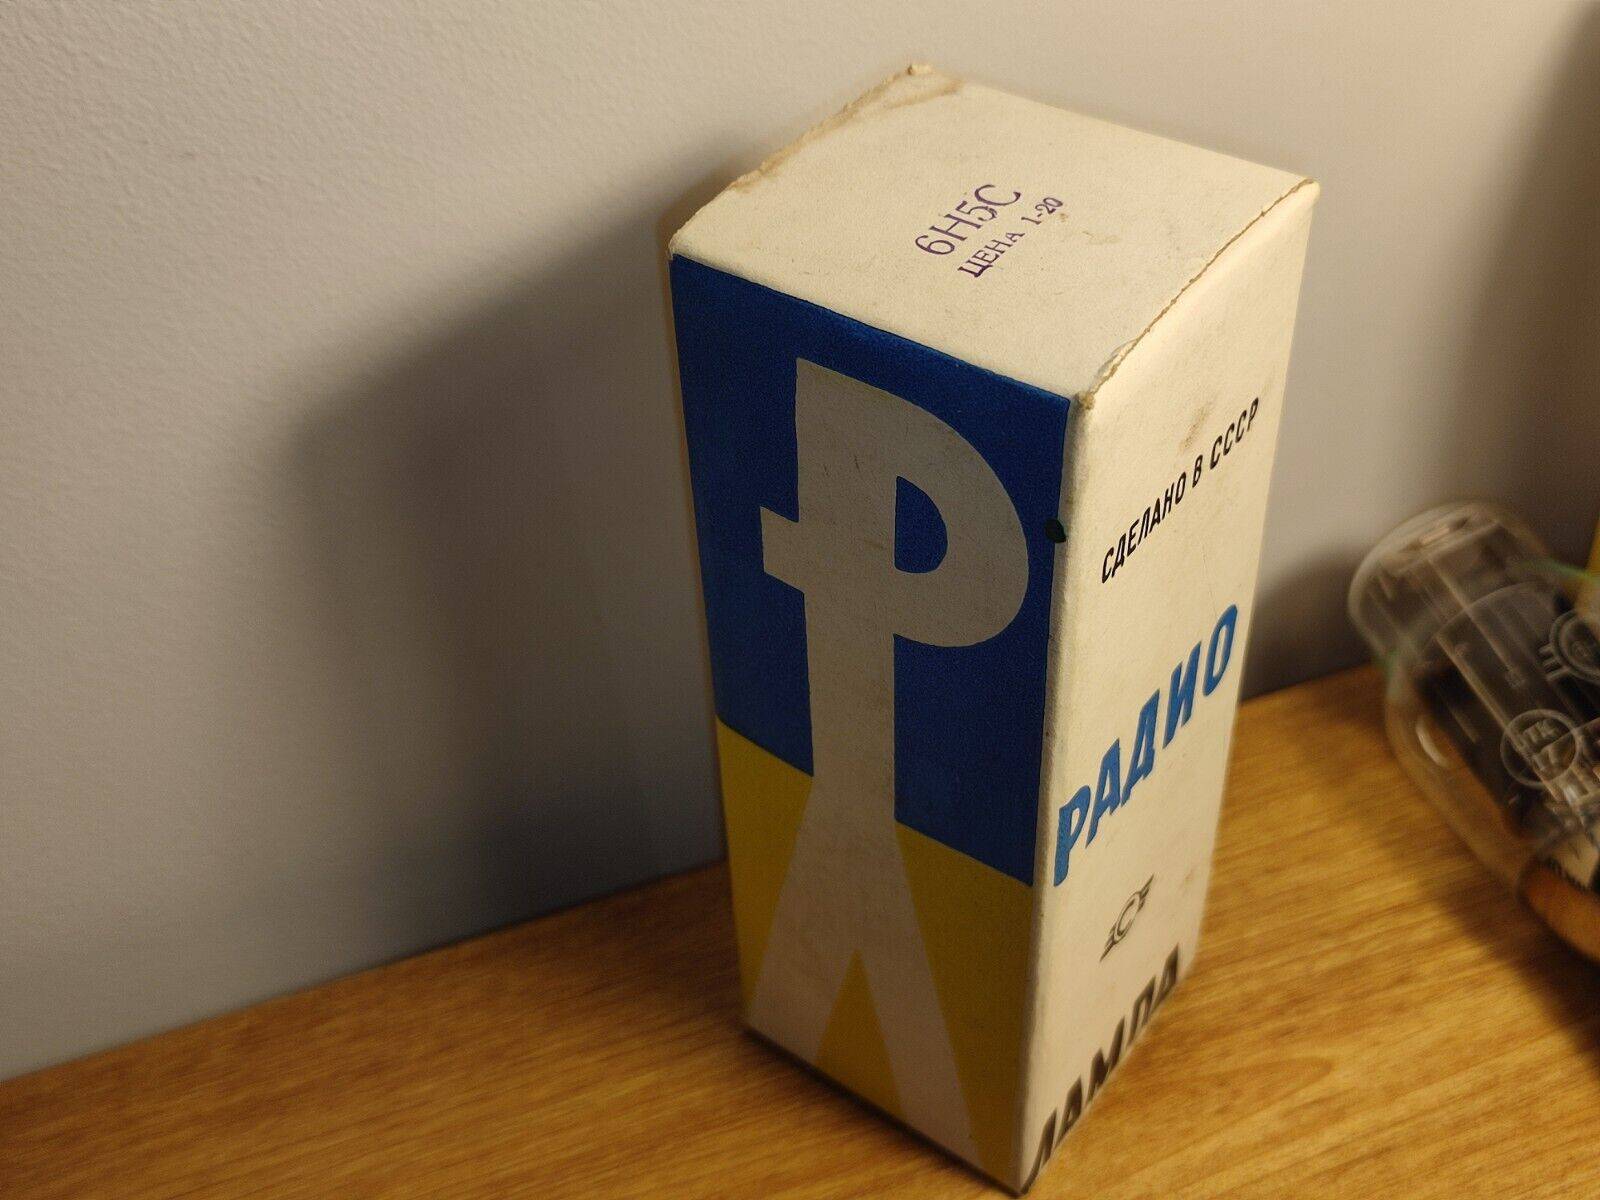 6Н5С
ЦЕНА 1-20
СДЕЛАНО В СССР
РАДИО
ЛАМПА